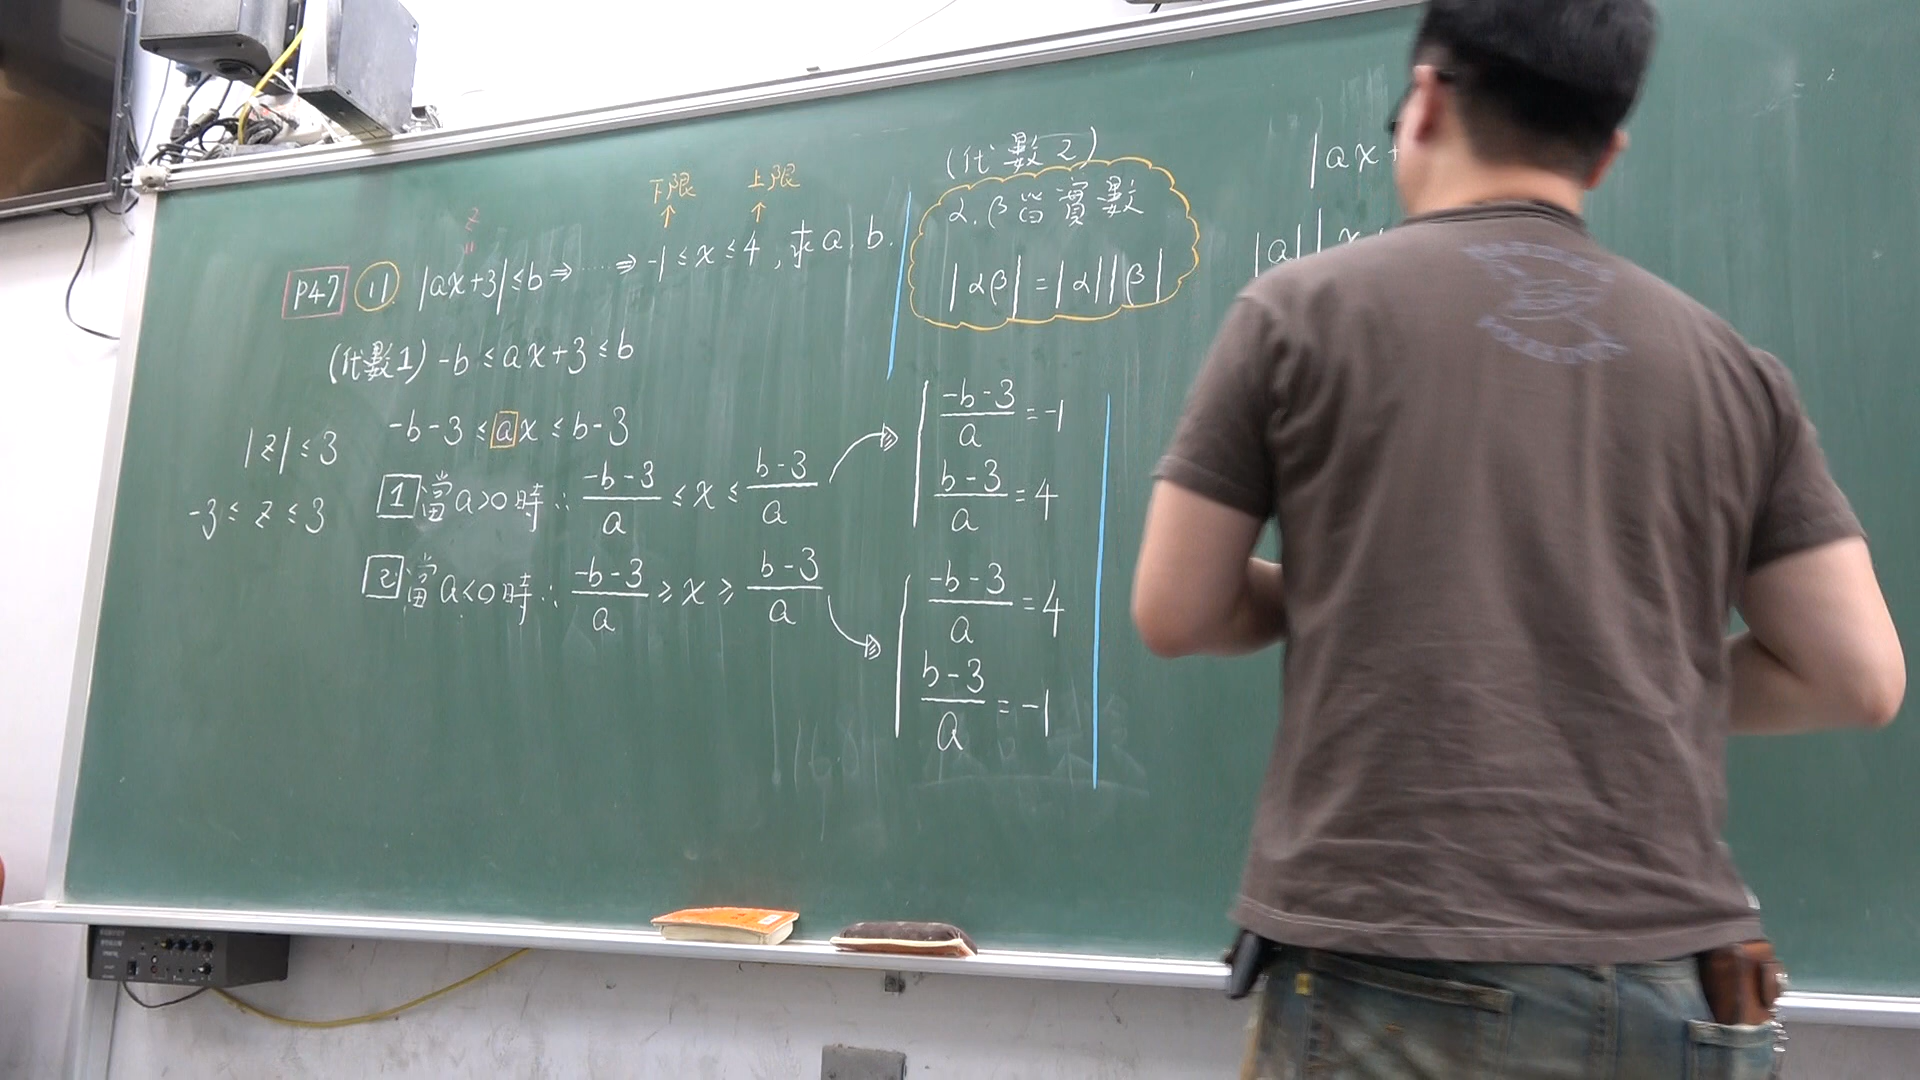 下限 上限
z
P47 (1) |ax+3|≤b⇒……⇒-1≤x≤4,求a.b.
(代數1) -b≤ax+3≤b
-b-3≤ax≤b-3
|z|≤3
-3≤z≤3
1 當a>0時∴ (-b-3)/a ≤x≤ (b-3)/a
2 當a<0時∴ (-b-3)/a ≥x≥ (b-3)/a
(代數2)
α.β皆實數
|αβ|=|α||β|
(-b-3)/a =-1
(b-3)/a =4
(-b-3)/a =4
(b-3)/a =-1
|ax+
|a||x